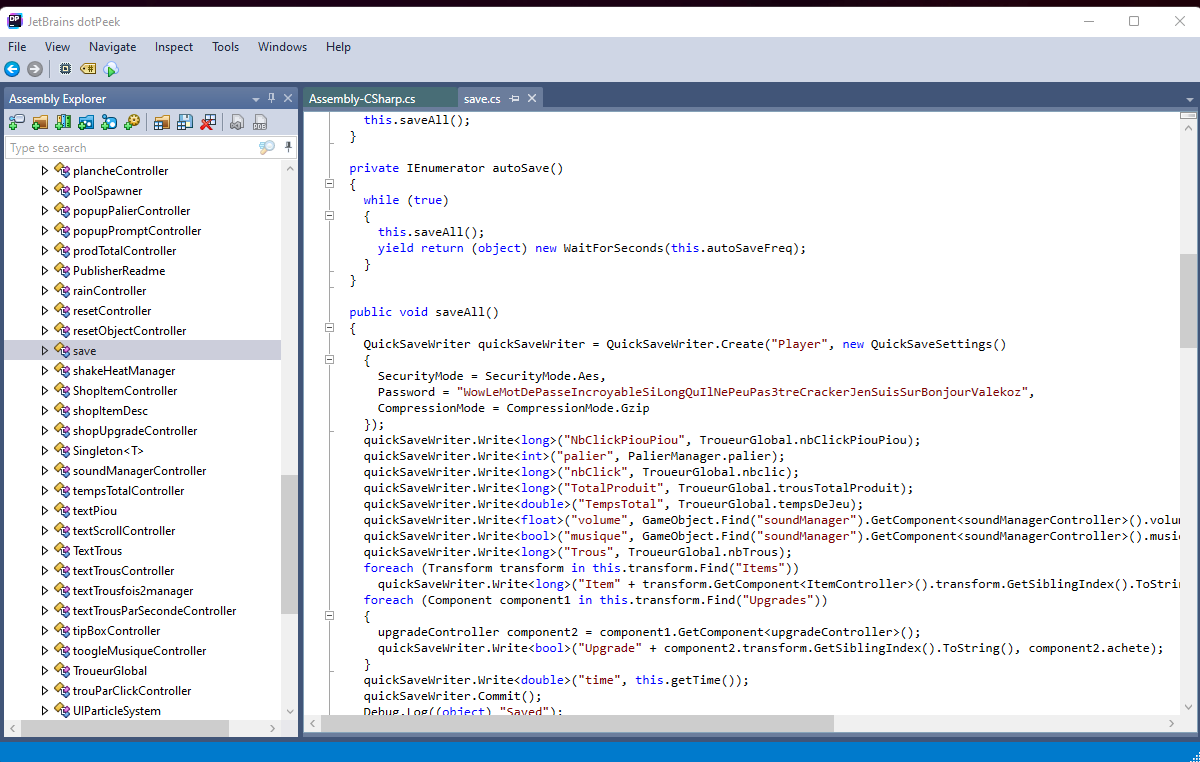 JetBrains dotPeek
File View Navigate Inspect Tools Windows Help
Assembly Explorer
Type to search
plancheController
PoolSpawner
popupPalierController
popupPromptController
prodTotalController
PublisherReadme
rainController
resetController
resetObjectController
save
shakeHeatManager
ShopItemController
shopItemDesc
shopUpgradeController
Singleton<T>
soundManagerController
tempsTotalController
textPiou
textScrollController
TextTrous
textTrousController
textTrousfois2manager
textTrousParSecondeController
tipBoxController
toogleMusiqueController
TroueurGlobal
trouParClickController
UIParticleSystem
Assembly-CSharp.cs save.cs
this.saveAll();
}
private IEnumerator autoSave()
{
while (true)
{
this.saveAll();
yield return (object) new WaitForSeconds(this.autoSaveFreq);
}
}
public void saveAll()
{
QuickSaveWriter quickSaveWriter = QuickSaveWriter.Create("Player", new QuickSaveSettings()
{
SecurityMode = SecurityMode.Aes,
Password = "WowLeMotDePasseIncroyableSiLongQuIlNePeuPas3treCrackerJenSuisSurBonjourValekoz",
CompressionMode = CompressionMode.Gzip
});
quickSaveWriter.Write<long>("NbClickPiouPiou", TroueurGlobal.nbClickPiouPiou);
quickSaveWriter.Write<int>("palier", PalierManager.palier);
quickSaveWriter.Write<long>("nbClick", TroueurGlobal.nbclic);
quickSaveWriter.Write<long>("TotalProduit", TroueurGlobal.trousTotalProduit);
quickSaveWriter.Write<double>("TempsTotal", TroueurGlobal.tempsDeJeu);
quickSaveWriter.Write<float>("volume", GameObject.Find("soundManager").GetComponent<soundManagerController>().volu
quickSaveWriter.Write<bool>("musique", GameObject.Find("soundManager").GetComponent<soundManagerController>().musi
quickSaveWriter.Write<long>("Trous", TroueurGlobal.nbTrous);
foreach (Transform transform in this.transform.Find("Items"))
quickSaveWriter.Write<long>("Item" + transform.GetComponent<ItemController>().transform.GetSiblingIndex().ToStrin
foreach (Component component1 in this.transform.Find("Upgrades"))
{
upgradeController component2 = component1.GetComponent<upgradeController>();
quickSaveWriter.Write<bool>("Upgrade" + component2.transform.GetSiblingIndex().ToString(), component2.achete);
}
quickSaveWriter.Write<double>("time", this.getTime());
quickSaveWriter.Commit();
Debug.Log((object) "Saved");